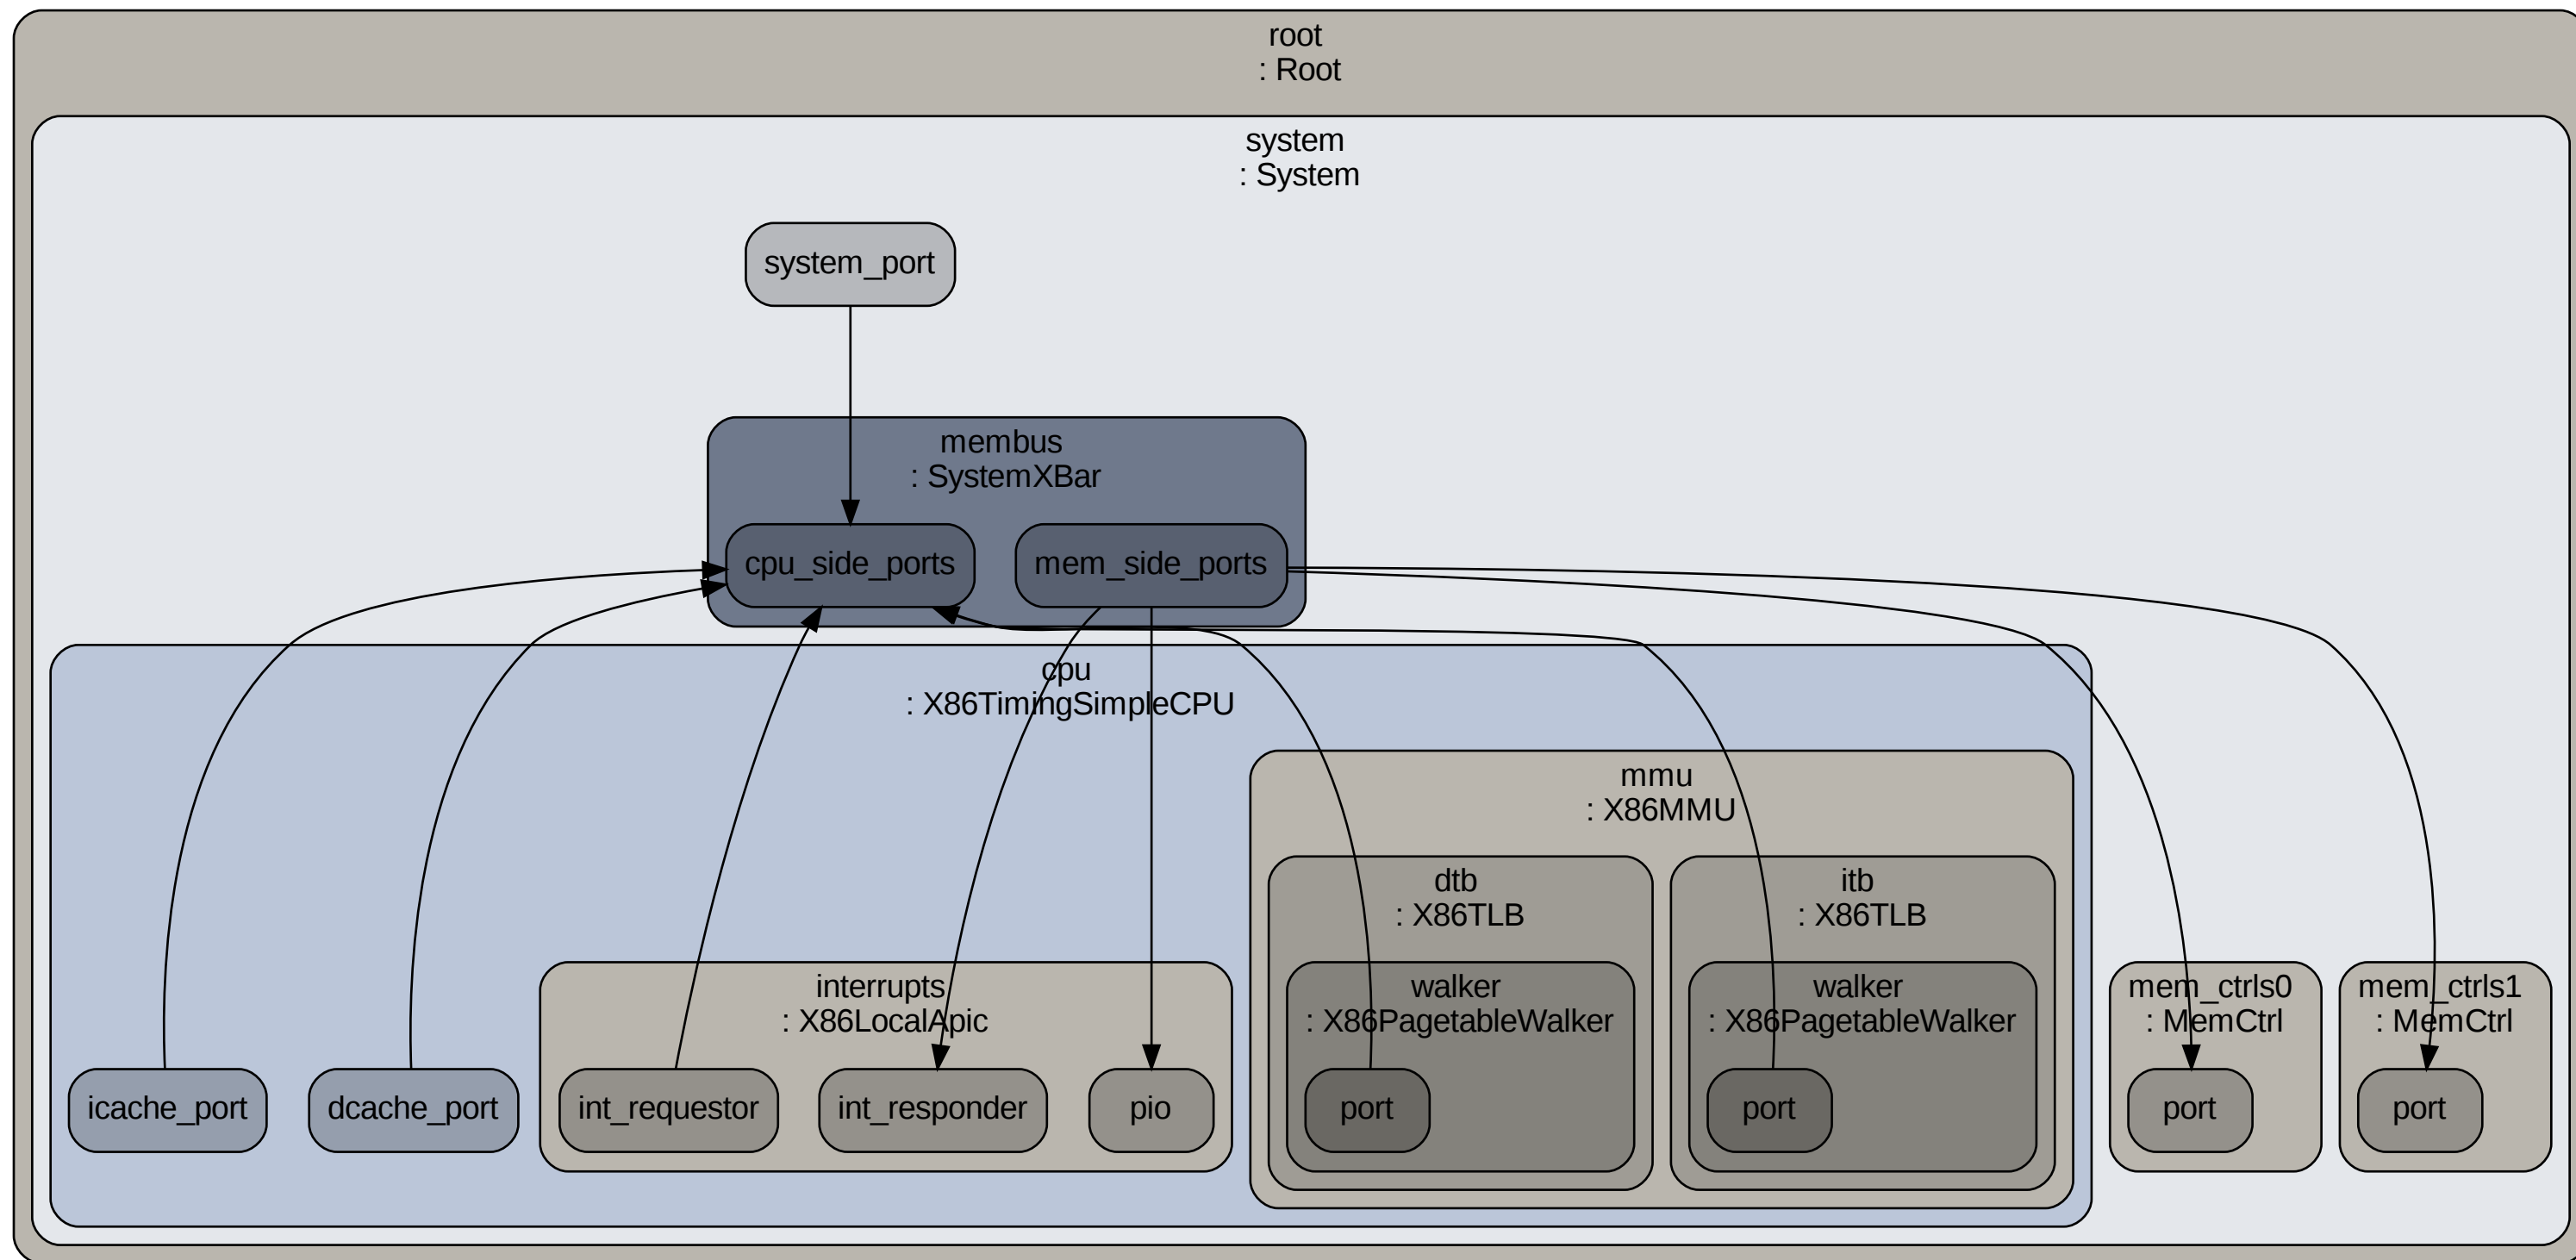 root
: Root
system
: System
system_port
membus
: SystemXBar
cpu_side_ports
mem_side_ports
cpu
: X86TimingSimpleCPU
mmu
: X86MMU
dtb
: X86TLB
itb
: X86TLB
interrupts
: X86LocalApic
walker
: X86PagetableWalker
walker
: X86PagetableWalker
mem_ctrls0
: MemCtrl
mem_ctrls1
: MemCtrl
icache_port
dcache_port
int_requestor
int_responder
pio
port
port
port
port